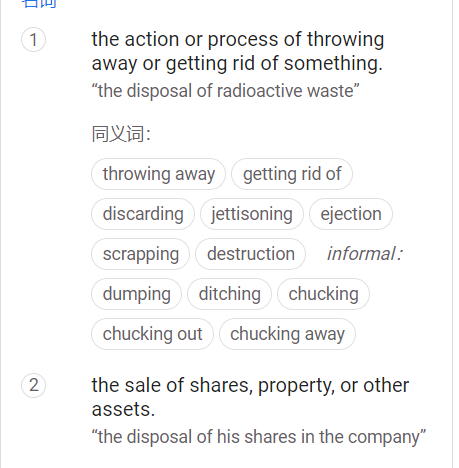 名词
1
the action or process of throwing
away or getting rid of something.
“the disposal of radioactive waste”
同义词：
throwing away getting rid of
discarding jettisoning ejection
scrapping destruction informal：
dumping ditching chucking
chucking out chucking away
2
the sale of shares, property, or other
assets.
“the disposal of his shares in the company”